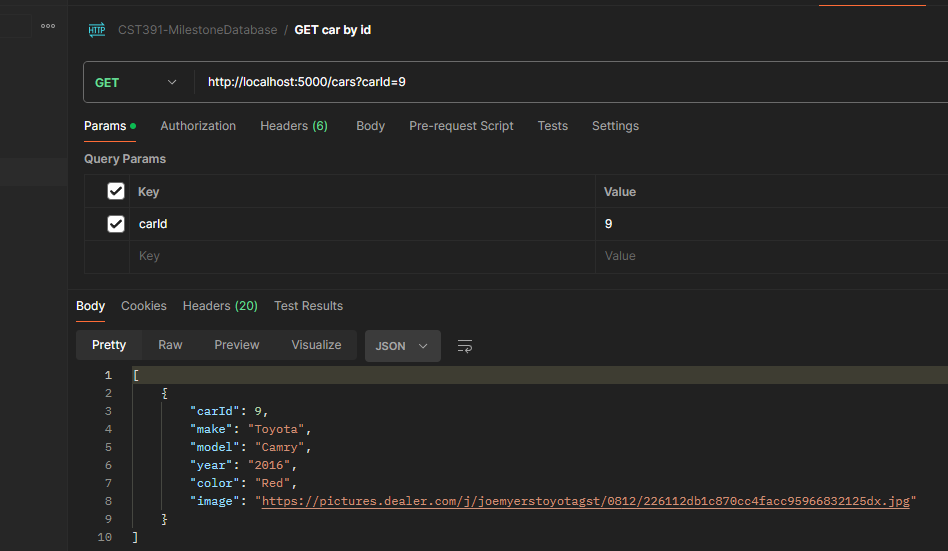 HTTP CST391-MilestoneDatabase / GET car by id
GET http://localhost:5000/cars?carId=9
Params Authorization Headers (6) Body Pre-request Script Tests Settings
Query Params
Key Value
carId 9
Key Value
Body Cookies Headers (20) Test Results
Pretty Raw Preview Visualize JSON
1 [
2 {
3 "carId": 9,
4 "make": "Toyota",
5 "model": "Camry",
6 "year": "2016",
7 "color": "Red",
8 "image": "https://pictures.dealer.com/j/joemyerstoyotagst/0812/226112db1c870cc4facc95966832125dx.jpg"
9 }
10 ]